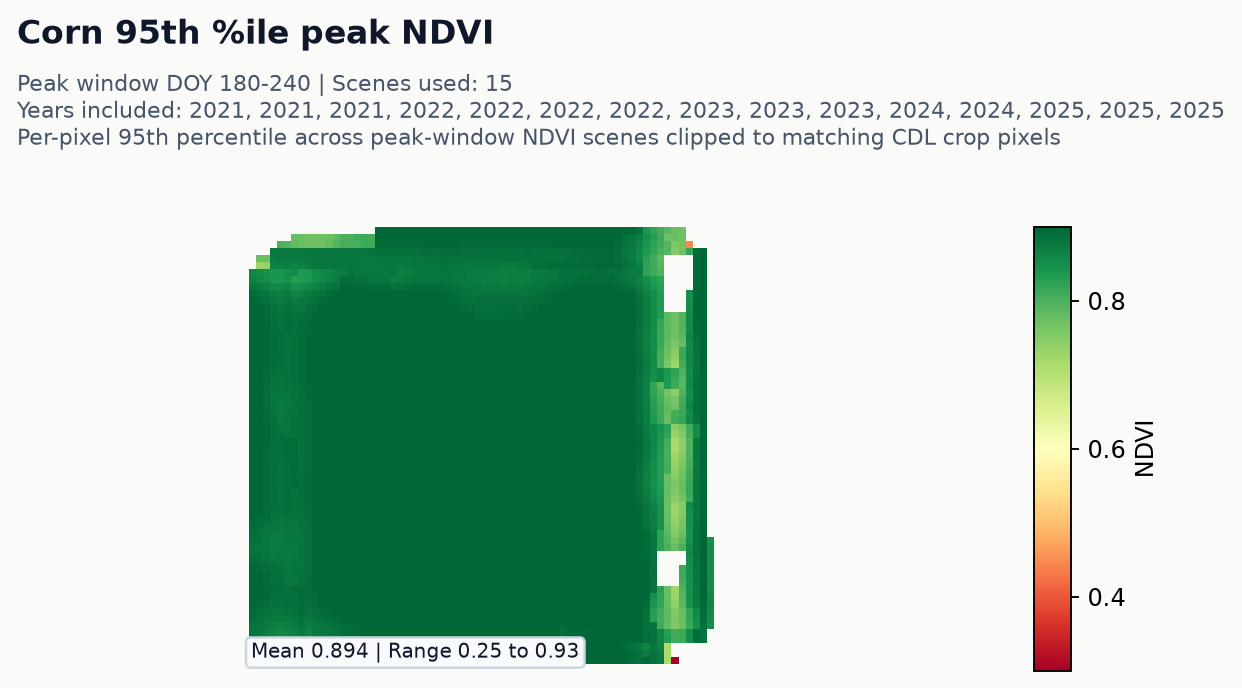 Corn 95th %ile peak NDVI
Peak window DOY 180-240 | Scenes used: 15
Years included: 2021, 2021, 2021, 2022, 2022, 2022, 2022, 2023, 2023, 2023, 2024, 2024, 2025, 2025, 2025
Per-pixel 95th percentile across peak-window NDVI scenes clipped to matching CDL crop pixels
0.8
0.6
0.4
NDVI
Mean 0.894 | Range 0.25 to 0.93